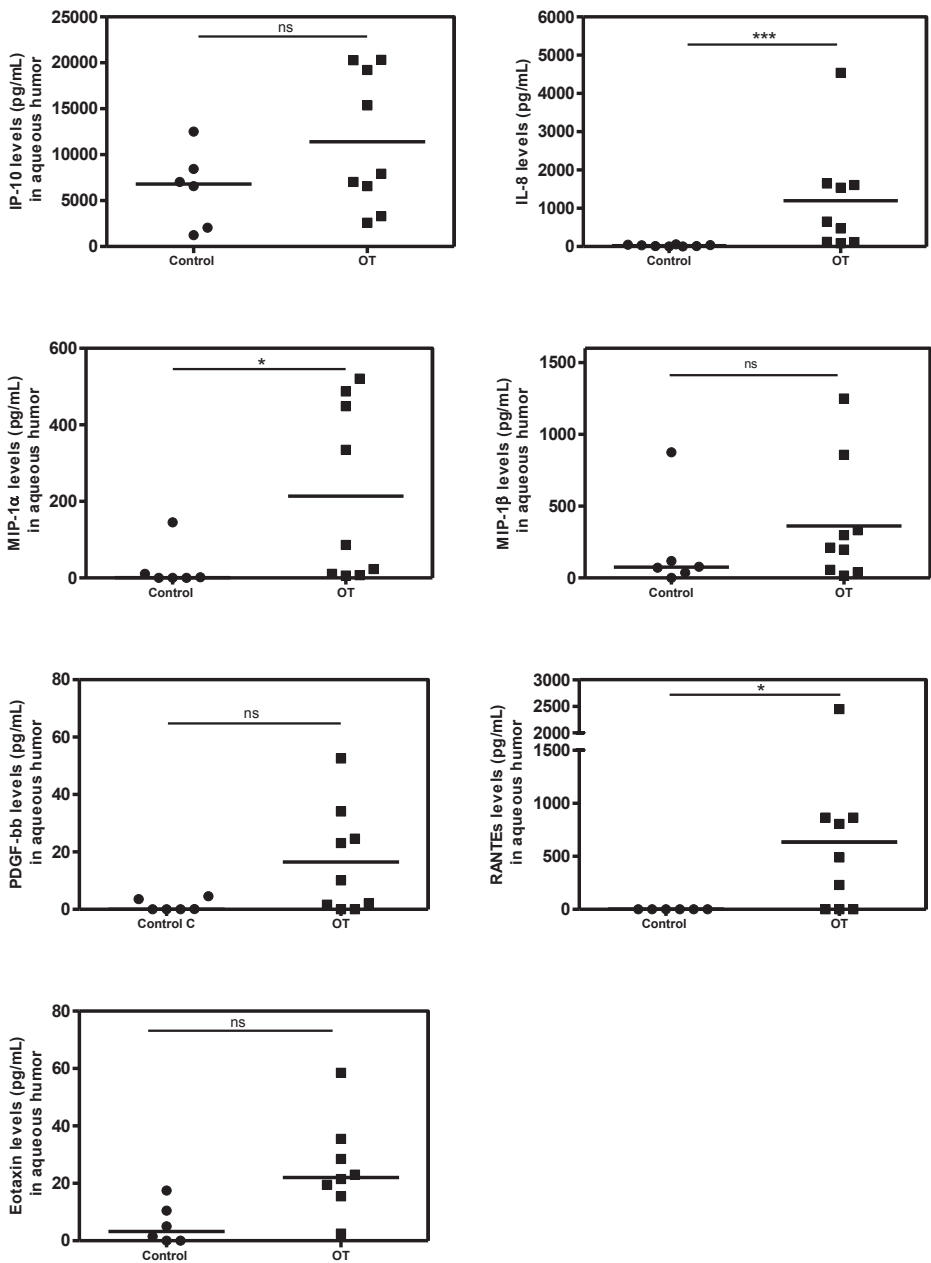 IP-10 levels (pg/mL)
in aqueous humor
25000
20000
15000
10000
5000
0
ns
Control
OT
IL-8 levels (pg/mL)
in aqueous humor
6000
5000
4000
3000
2000
1000
0
***
Control
OT
MIP-1α levels (pg/mL)
in aqueous humor
600
400
200
0
*
Control
OT
MIP-1β levels (pg/mL)
in aqueous humor
1500
1000
500
0
ns
Control
OT
PDGF-bb levels (pg/mL)
in aqueous humor
80
60
40
20
0
ns
Control C
OT
RANTEs levels (pg/mL)
in aqueous humor
3000
2500
2000
1500
1000
500
0
*
Control
OT
Eotaxin levels (pg/mL)
in aqueous humor
80
60
40
20
0
ns
Control
OT